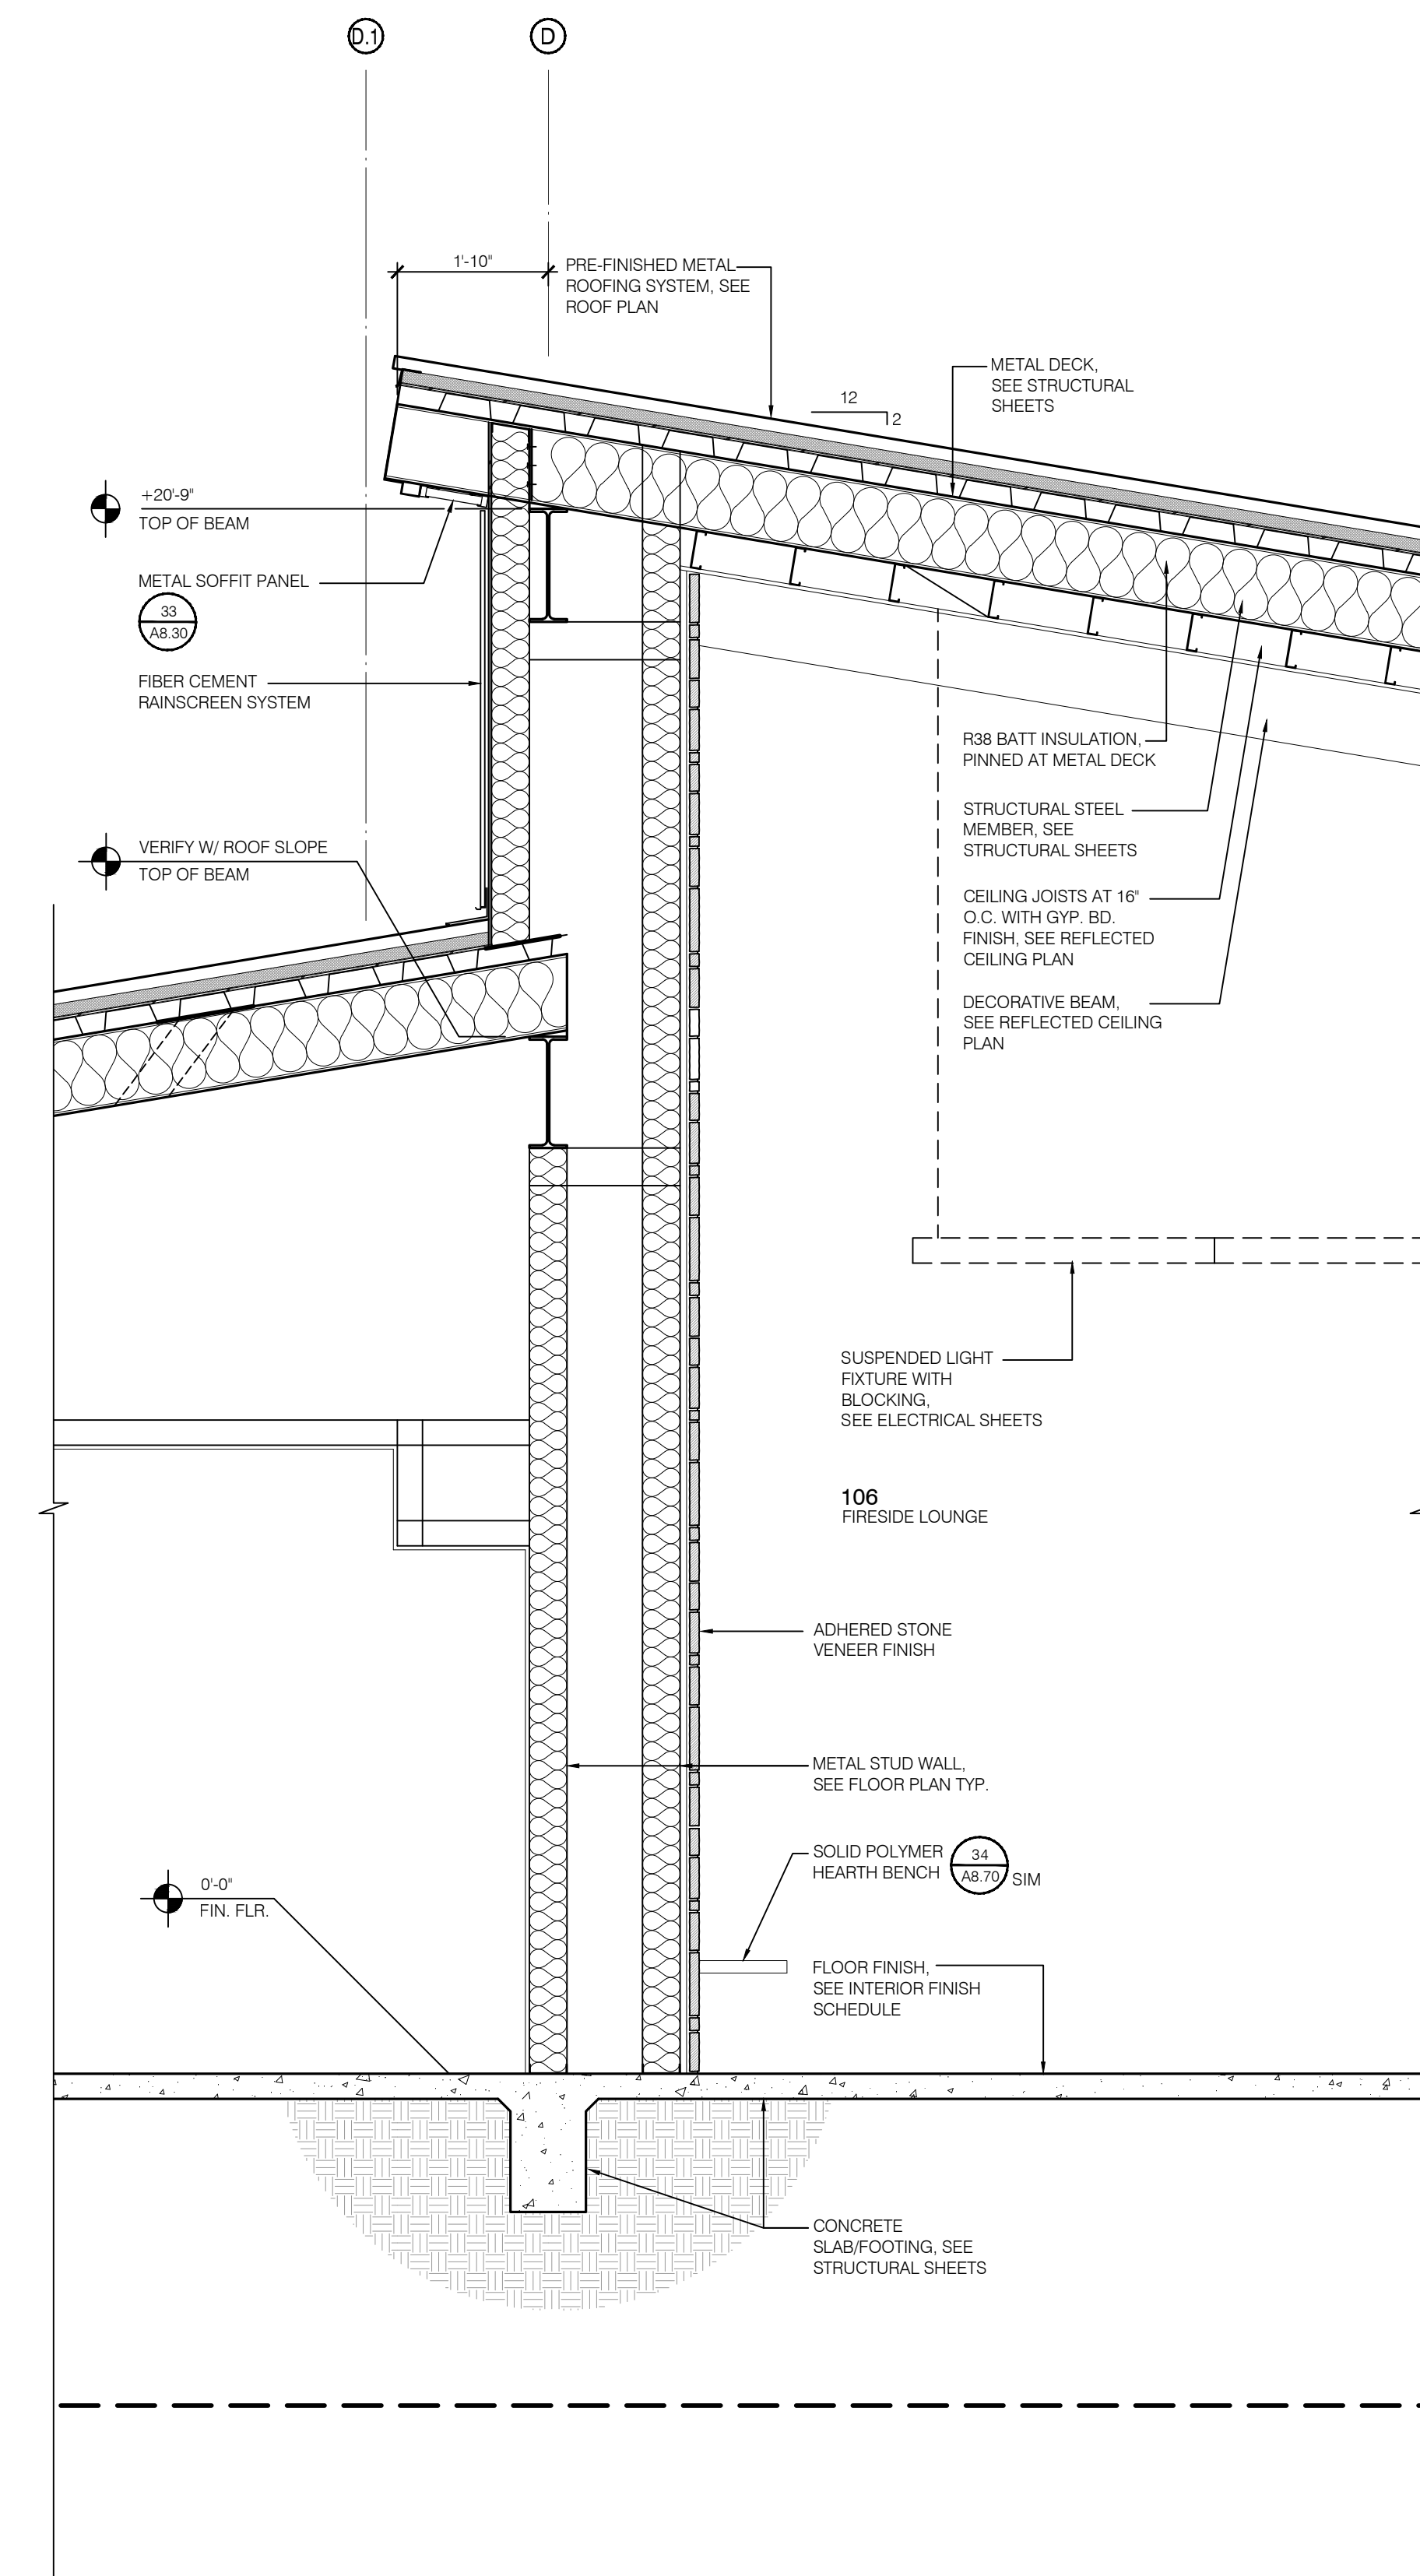 D.1
D
1'-10"
PRE-FINISHED METAL
ROOFING SYSTEM, SEE
ROOF PLAN
METAL DECK,
SEE STRUCTURAL
SHEETS
12
2
+20'-9"
TOP OF BEAM
METAL SOFFIT PANEL
33
A8.30
FIBER CEMENT
RAINSCREEN SYSTEM
R38 BATT INSULATION,
PINNED AT METAL DECK
STRUCTURAL STEEL
MEMBER, SEE
STRUCTURAL SHEETS
VERIFY W/ ROOF SLOPE
TOP OF BEAM
CEILING JOISTS AT 16"
O.C. WITH GYP. BD.
FINISH, SEE REFLECTED
CEILING PLAN
DECORATIVE BEAM,
SEE REFLECTED CEILING
PLAN
SUSPENDED LIGHT
FIXTURE WITH
BLOCKING,
SEE ELECTRICAL SHEETS
106
FIRESIDE LOUNGE
ADHERED STONE
VENEER FINISH
METAL STUD WALL,
SEE FLOOR PLAN TYP.
SOLID POLYMER
HEARTH BENCH
34
A8.70
SIM
0'-0"
FIN. FLR.
FLOOR FINISH,
SEE INTERIOR FINISH
SCHEDULE
CONCRETE
SLAB/FOOTING, SEE
STRUCTURAL SHEETS